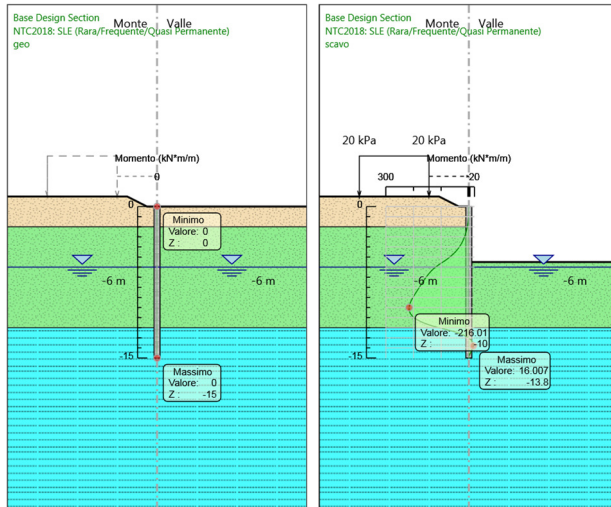 Base Design Section
Monte Valle
NTC2018: SLE (Rara/Frequente/Quasi Permanente)
geo
Momento (kN*m/m)
0
0
Minimo
Valore: 0
Z : 0
-6 m
-6 m
-15
Massimo
Valore: 0
Z : -15
Base Design Section
Monte Valle
NTC2018: SLE (Rara/Frequente/Quasi Permanente)
scavo
20 kPa
20 kPa
Momento (kN*m/m)
300
20
0
-6 m
-6 m
Minimo
Valore: -216.01
Z : -10
-15
Massimo
Valore: 16.007
Z : -13.8